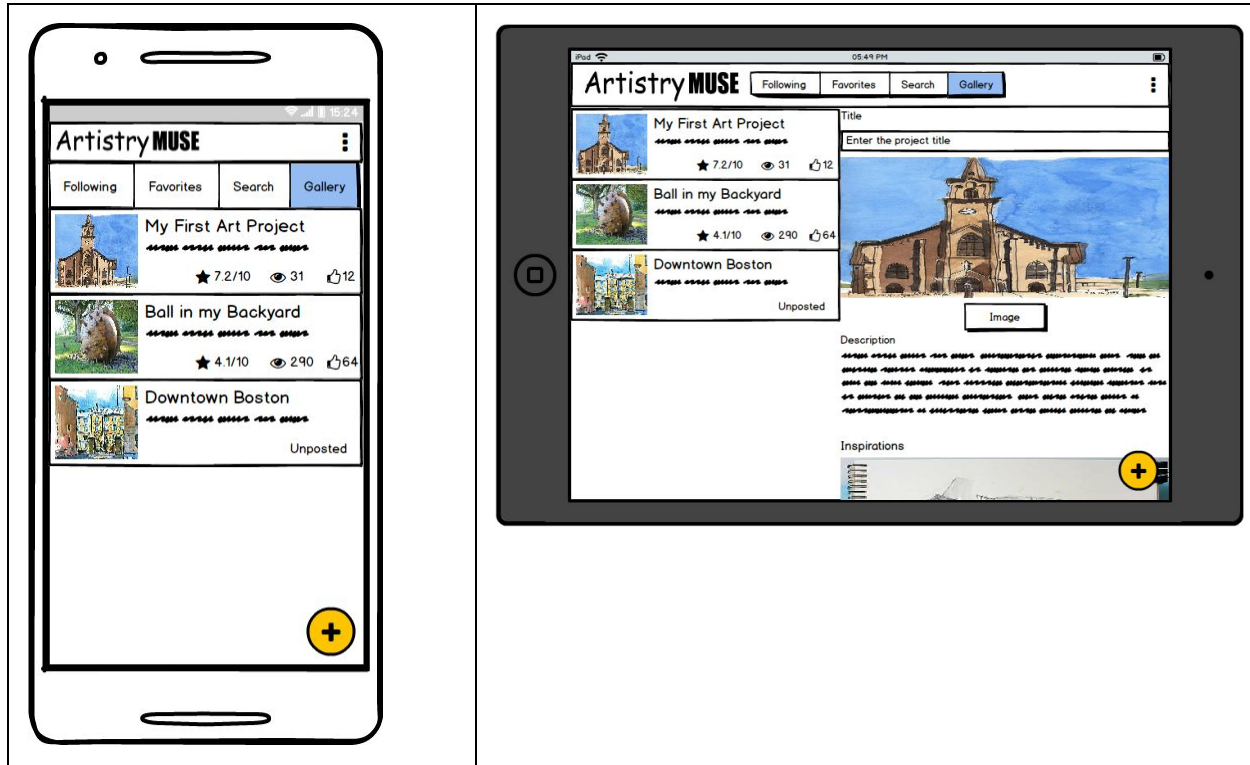 15:24
Artistry MUSE
Following Favorites Search Gallery
My First Art Project
7.2/10 31 12
Ball in my Backyard
4.1/10 290 64
Downtown Boston
Unposted
iPod 05:49 PM
Artistry MUSE Following Favorites Search Gallery
My First Art Project
7.2/10 31 12
Ball in my Backyard
4.1/10 290 64
Downtown Boston
Unposted
Title
Enter the project title
Image
Description
Inspirations